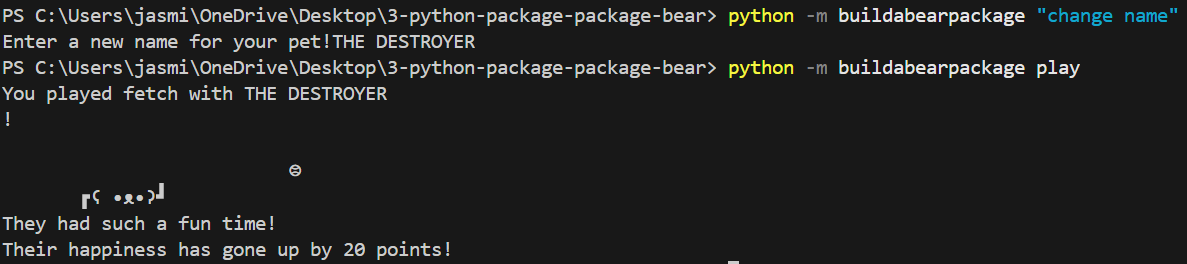 PS C:\Users\jasmi\OneDrive\Desktop\3-python-package-package-bear> python -m buildabearpackage "change name"
Enter a new name for your pet!THE DESTROYER
PS C:\Users\jasmi\OneDrive\Desktop\3-python-package-package-bear> python -m buildabearpackage play
You played fetch with THE DESTROYER
!
⊜
┏ʕ •ᴥ•ʔ┛
They had such a fun time!
Their happiness has gone up by 20 points!